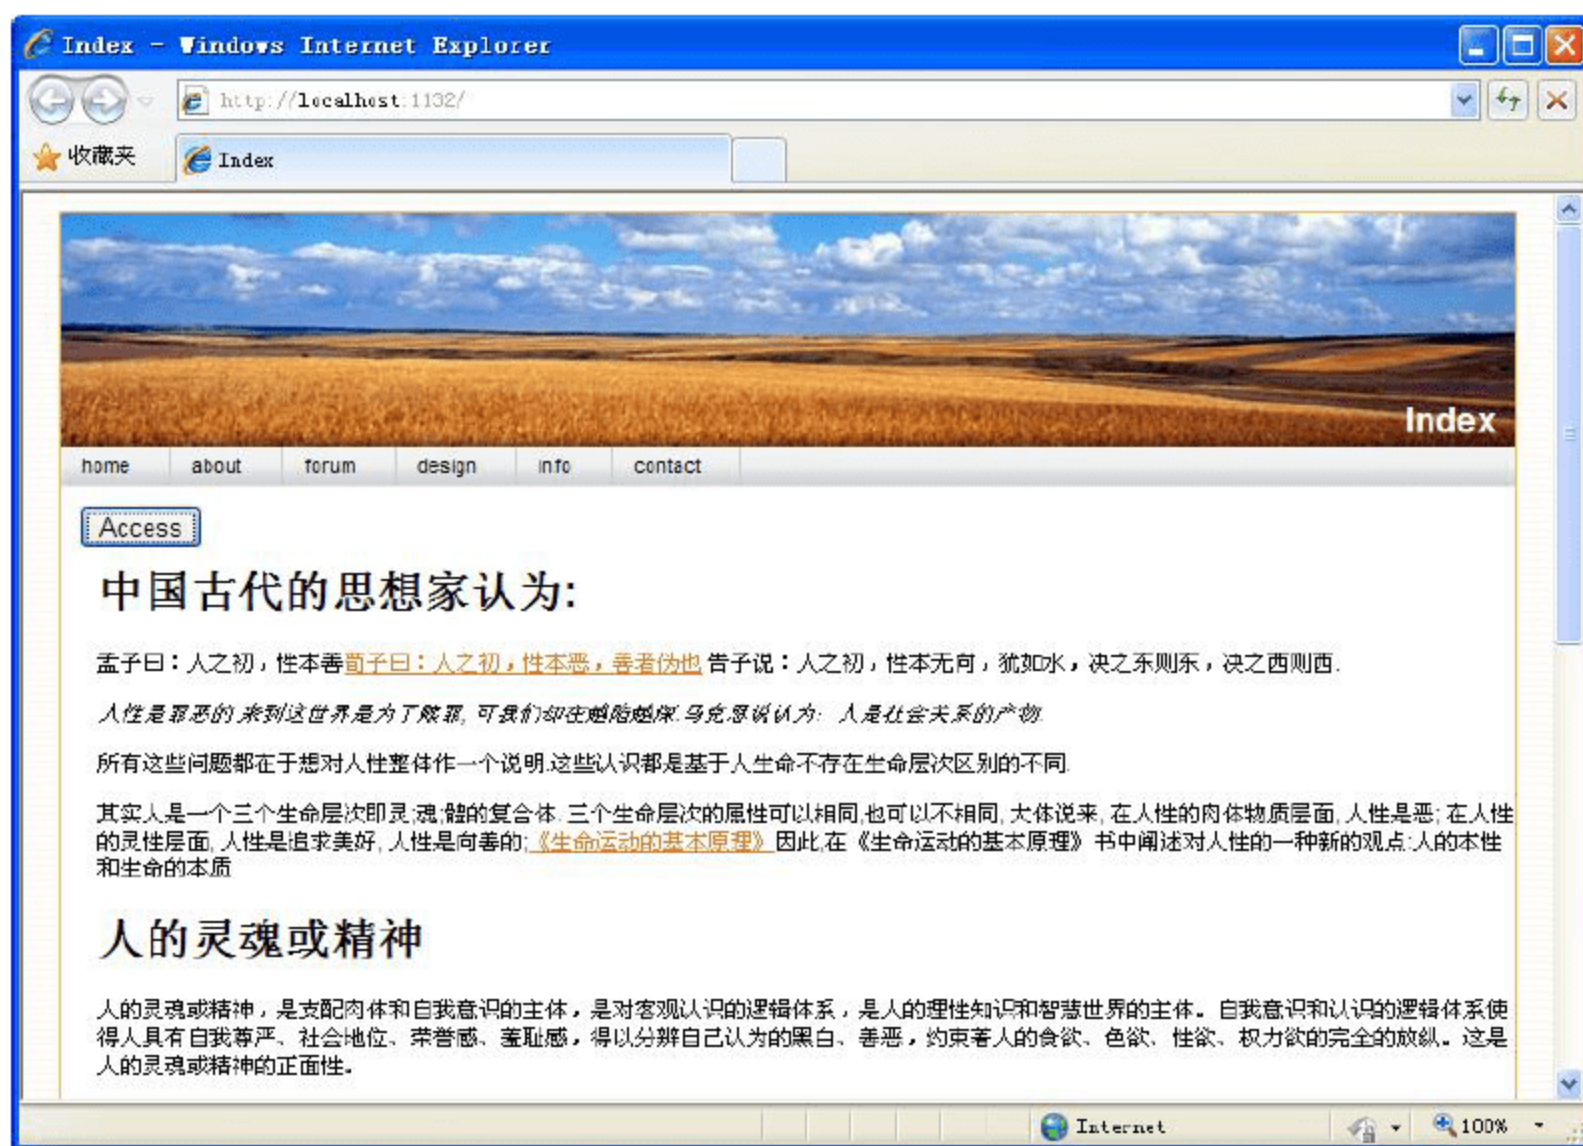 Index - Windows Internet Explorer
http://localhost:1132/
收藏夹
Index
Index
home about forum design info contact
Access
中国古代的思想家认为:
孟子曰：人之初，性本善荀子曰：人之初，性本恶，善者伪也 告子说：人之初，性本无向，犹如水，决之东则东，决之西则西.
人性是罪恶的 来到这世界是为了赎罪, 可我们却在越陷越深.马克思说认为: 人是社会关系的产物.
所有这些问题都在于想对人性整体作一个说明.这些认识都是基于人生命不存在生命层次区别的不同.
其实人是一个三个生命层次即灵;魂;體的复合体. 三个生命层次的属性可以相同,也可以不相同, 大体说来, 在人性的肉体物质层面, 人性是恶; 在人性
的灵性层面, 人性是追求美好, 人性是向善的;《生命运动的基本原理》 因此,在《生命运动的基本原理》书中阐述对人性的一种新的观点:人的本性
和生命的本质
人的灵魂或精神
人的灵魂或精神，是支配肉体和自我意识的主体，是对客观认识的逻辑体系，是人的理性知识和智慧世界的主体。自我意识和认识的逻辑体系使
得人具有自我尊严、社会地位、荣誉感、羞耻感，得以分辨自己认为的黑白、善恶，约束著人的食欲、色欲、性欲、权力欲的完全的放纵。这是
人的灵魂或精神的正面性。
Internet
100%